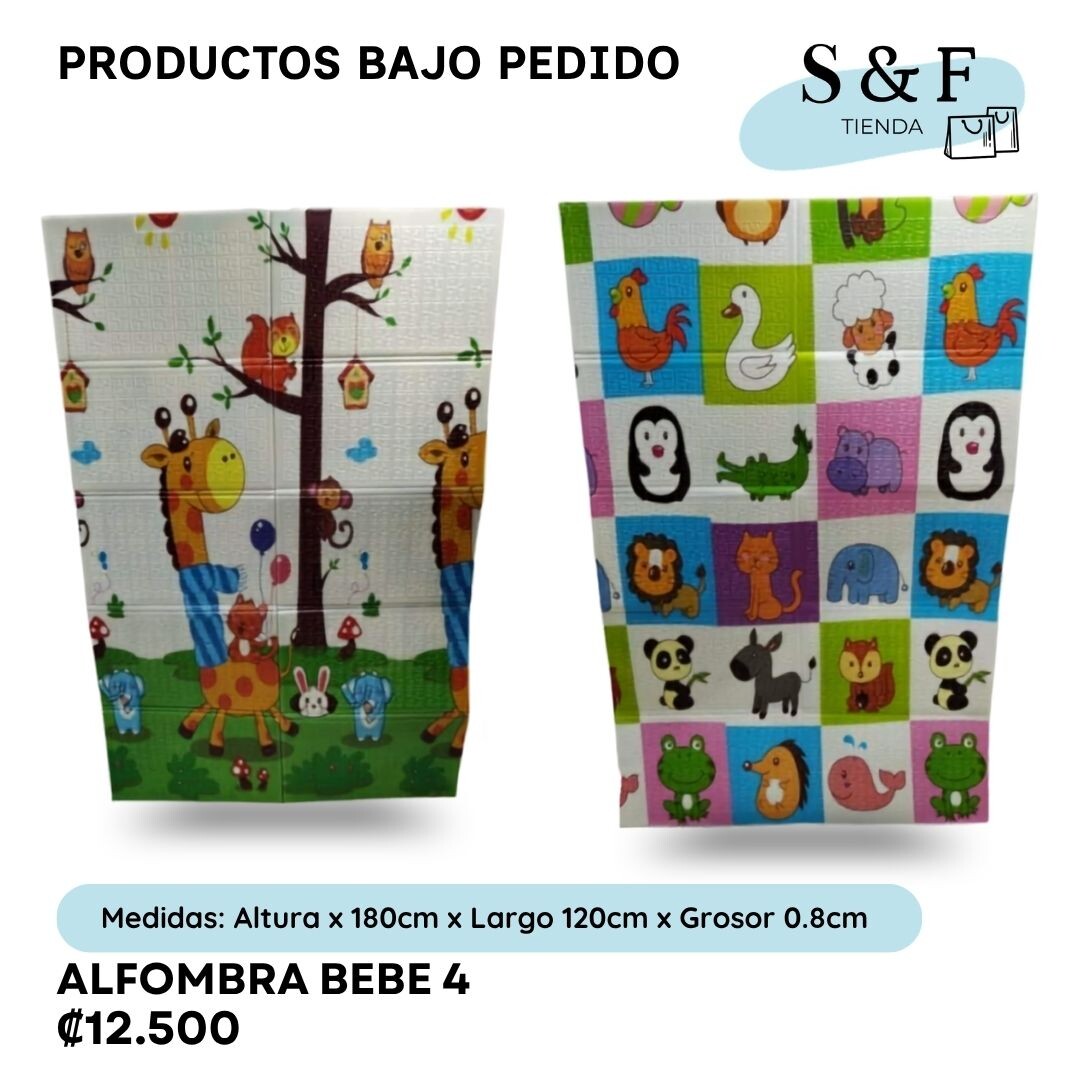 PRODUCTOS BAJO PEDIDO
S & F
TIENDA
Medidas: Altura x 180cm x Largo 120cm x Grosor 0.8cm
ALFOMBRA BEBE 4
₡12.500